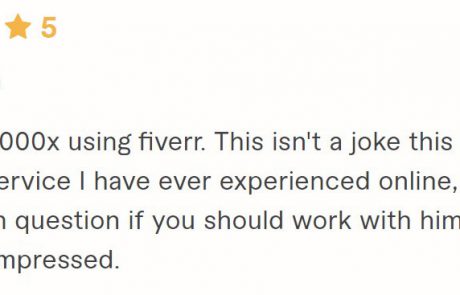 5
000x using fiverr. This isn't a joke this
ervice I have ever experienced online,
question if you should work with him
mpressed.